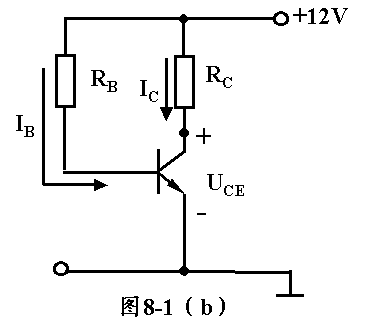 +12V
R_B
I_C
R_C
I_B
+
U_CE
-
图8-1（b）